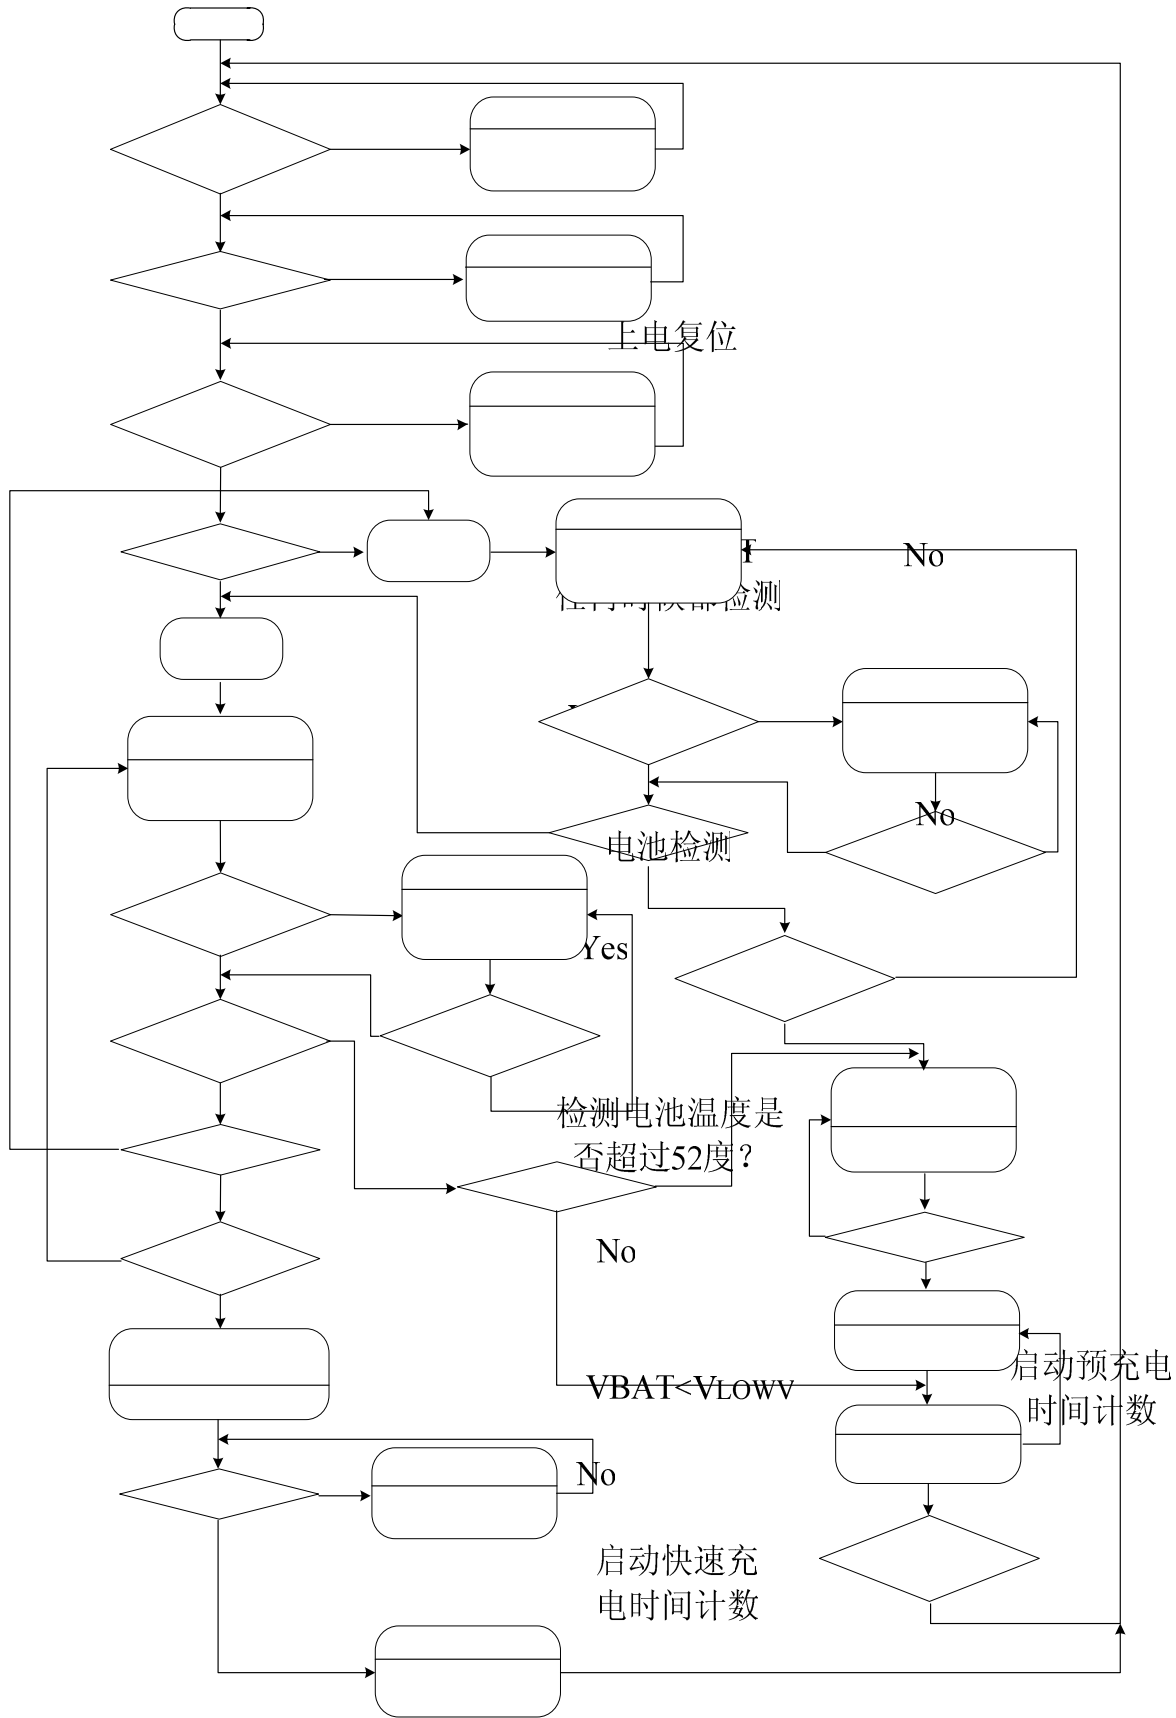 上电复位
No
No
电池检测
Yes
检测电池温度是
否超过52度？
No
启动预充电
时间计数
VBAT<VLOWV
No
启动快速充
电时间计数